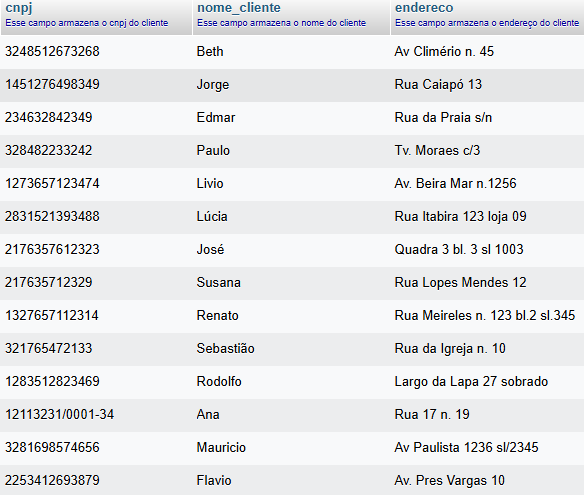 cnpj nome_cliente endereco
Esse campo armazena o cnpj do cliente Esse campo armazena o nome do cliente Esse campo armazena o endereço do cliente
3248512673268 Beth Av Climério n. 45
1451276498349 Jorge Rua Caiapó 13
234632842349 Edmar Rua da Praia s/n
328482233242 Paulo Tv. Moraes c/3
1273657123474 Livio Av. Beira Mar n.1256
2831521393488 Lúcia Rua Itabira 123 loja 09
2176357612323 José Quadra 3 bl. 3 sl 1003
217635712329 Susana Rua Lopes Mendes 12
1327657112314 Renato Rua Meireles n. 123 bl.2 sl.345
321765472133 Sebastião Rua da Igreja n. 10
1283512823469 Rodolfo Largo da Lapa 27 sobrado
12113231/0001-34 Ana Rua 17 n. 19
3281698574656 Mauricio Av Paulista 1236 sl/2345
2253412693879 Flavio Av. Pres Vargas 10